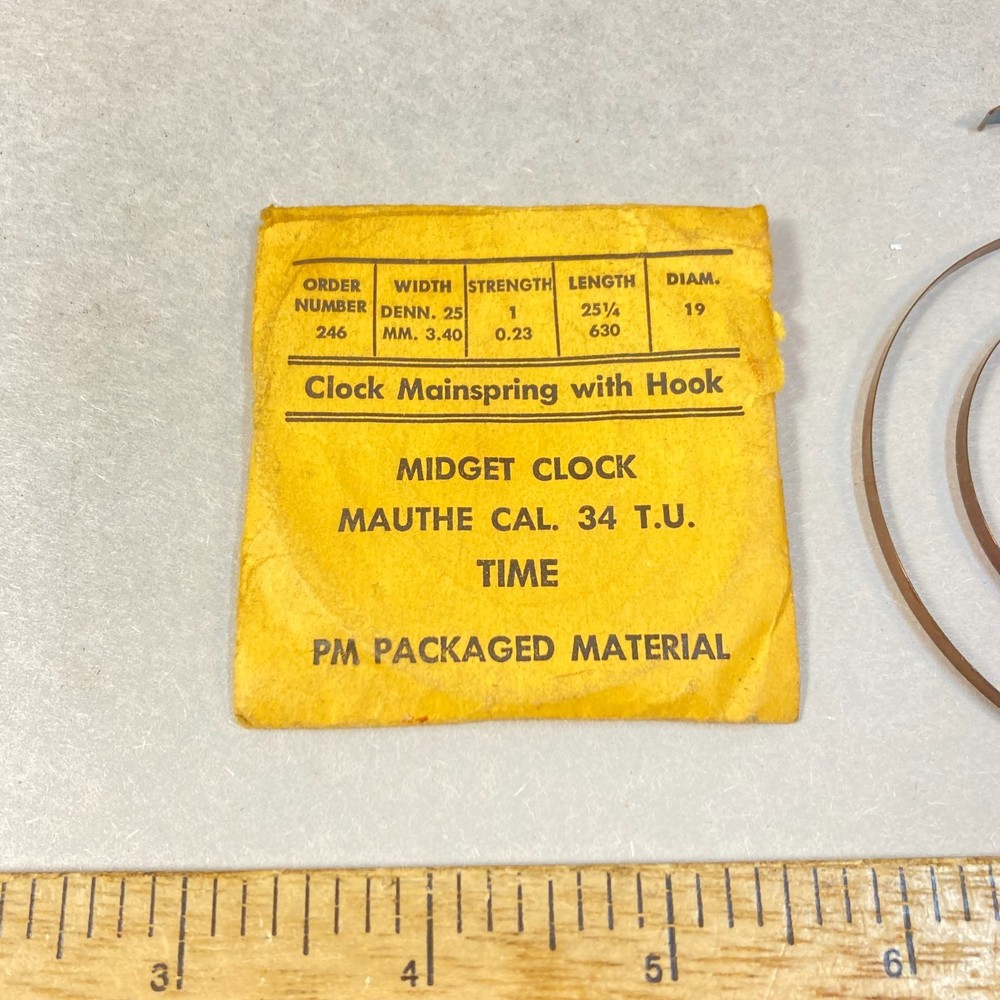 ORDER NUMBER WIDTH STRENGTH LENGTH DIAM.
246 DENN. 25 1 25¼ 19
MM. 3.40 0.23 630
Clock Mainspring with Hook
MIDGET CLOCK
MAUTHE CAL. 34 T.U.
TIME
PM PACKAGED MATERIAL
3 4 5 6